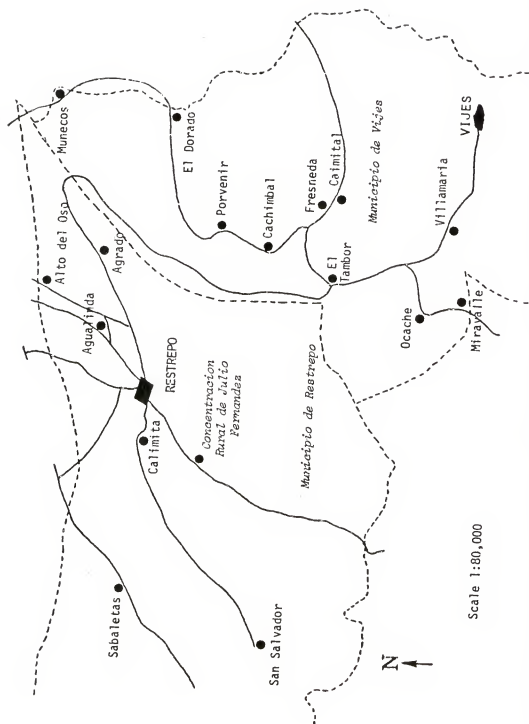 Munecos
Alto del Oso
El Dorado
Agrado
Agualinda
Porvenir
Cachimbal
RESTREPO
Fresneda
Caimital
Calimita
Concentracion
Rural de Julio
Fernandez
El
Tambor
Municipio de Vijes
Sabaletas
VIJES
Municipio de Restrepo
Villamaria
Ocache
Miravalle
San Salvador
N
Scale 1:80,000